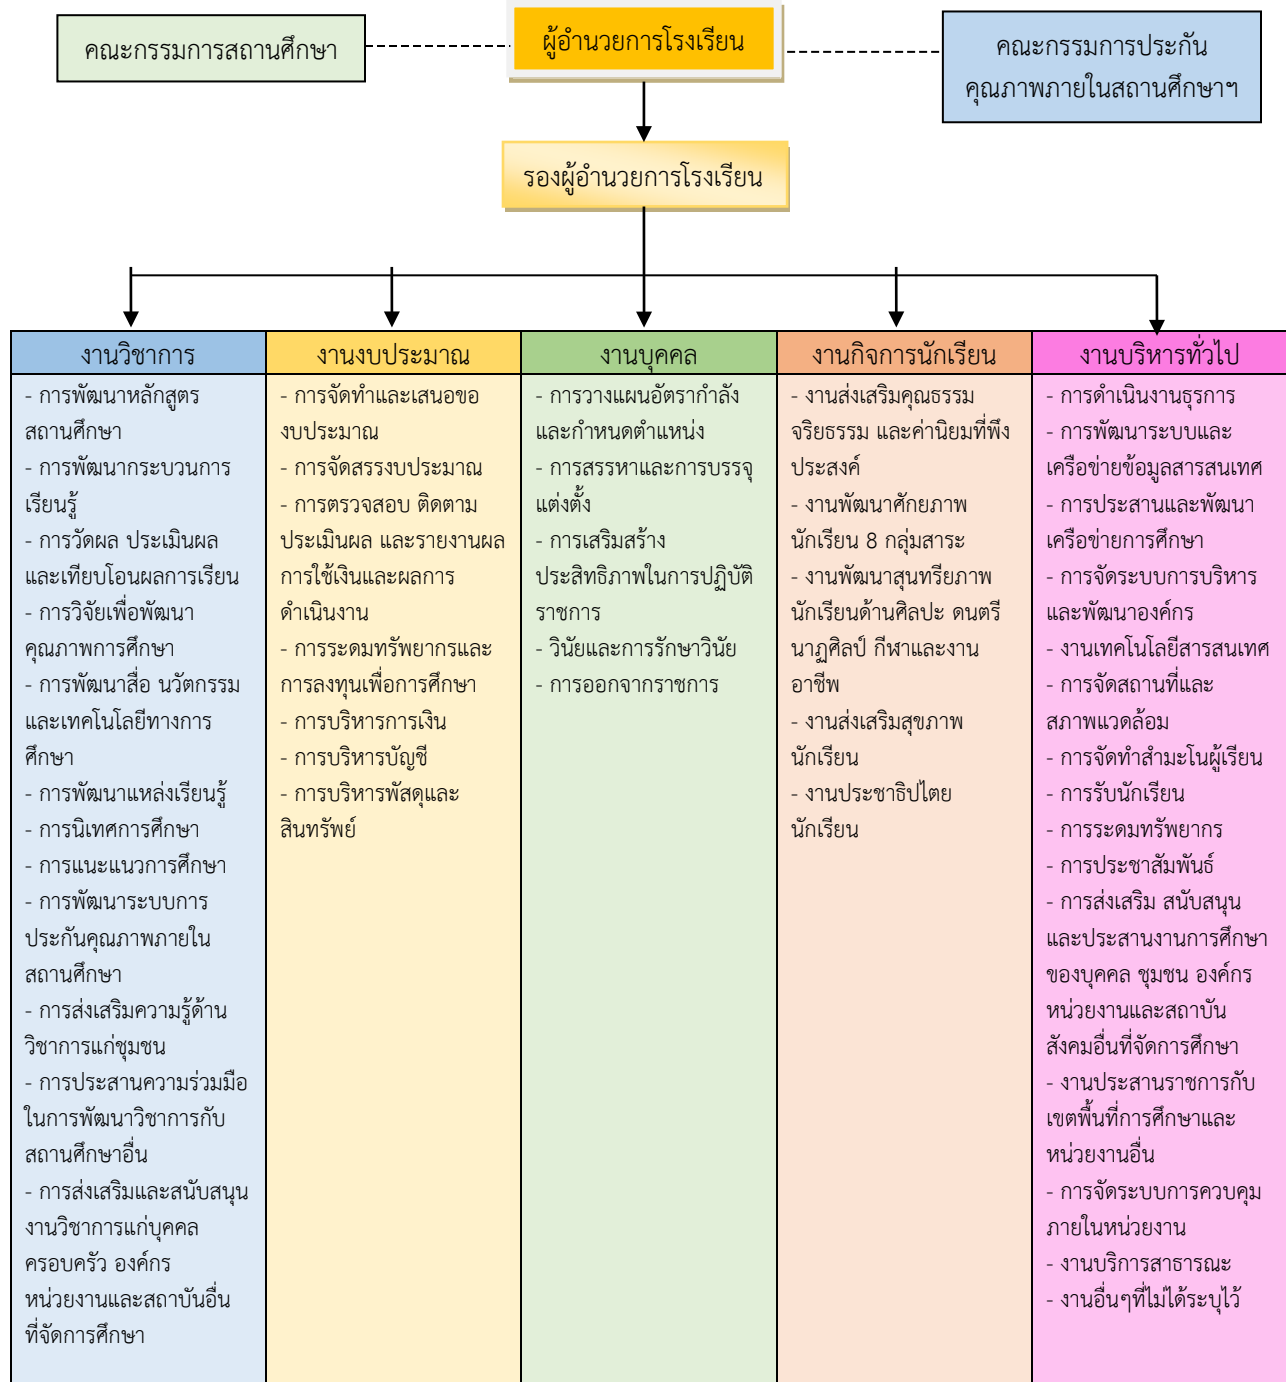 คณะกรรมการสถานศึกษา
ผู้อำนวยการโรงเรียน
คณะกรรมการประกัน
คุณภาพภายในสถานศึกษาฯ
รองผู้อำนวยการโรงเรียน
งานวิชาการ
- การพัฒนาหลักสูตร
สถานศึกษา
- การพัฒนากระบวนการ
เรียนรู้
- การวัดผล ประเมินผล
และเทียบโอนผลการเรียน
- การวิจัยเพื่อพัฒนา
คุณภาพการศึกษา
- การพัฒนาสื่อ นวัตกรรม
และเทคโนโลยีทางการ
ศึกษา
- การพัฒนาแหล่งเรียนรู้
- การนิเทศการศึกษา
- การแนะแนวการศึกษา
- การพัฒนาระบบการ
ประกันคุณภาพภายใน
สถานศึกษา
- การส่งเสริมความรู้ด้าน
วิชาการแก่ชุมชน
- การประสานความร่วมมือ
ในการพัฒนาวิชาการกับ
สถานศึกษาอื่น
- การส่งเสริมและสนับสนุน
งานวิชาการแก่บุคคล
ครอบครัว องค์กร
หน่วยงานและสถาบันอื่น
ที่จัดการศึกษา
งานงบประมาณ
- การจัดทำและเสนอขอ
งบประมาณ
- การจัดสรรงบประมาณ
- การตรวจสอบ ติดตาม
ประเมินผล และรายงานผล
การใช้เงินและผลการ
ดำเนินงาน
- การระดมทรัพยากรและ
การลงทุนเพื่อการศึกษา
- การบริหารการเงิน
- การบริหารบัญชี
- การบริหารพัสดุและ
สินทรัพย์
งานบุคคล
- การวางแผนอัตรากำลัง
และกำหนดตำแหน่ง
- การสรรหาและการบรรจุ
แต่งตั้ง
- การเสริมสร้าง
ประสิทธิภาพในการปฏิบัติ
ราชการ
- วินัยและการรักษาวินัย
- การออกจากราชการ
งานกิจการนักเรียน
- งานส่งเสริมคุณธรรม
จริยธรรม และค่านิยมที่พึง
ประสงค์
- งานพัฒนาศักยภาพ
นักเรียน 8 กลุ่มสาระ
- งานพัฒนาสุนทรียภาพ
นักเรียนด้านศิลปะ ดนตรี
นาฏศิลป์ กีฬาและงาน
อาชีพ
- งานส่งเสริมสุขภาพ
นักเรียน
- งานประชาธิปไตย
นักเรียน
งานบริหารทั่วไป
- การดำเนินงานธุรการ
- การพัฒนาระบบและ
เครือข่ายข้อมูลสารสนเทศ
- การประสานและพัฒนา
เครือข่ายการศึกษา
- การจัดระบบการบริหาร
และพัฒนาองค์กร
- งานเทคโนโลยีสารสนเทศ
- การจัดสถานที่และ
สภาพแวดล้อม
- การจัดทำสำมะโนผู้เรียน
- การรับนักเรียน
- การระดมทรัพยากร
- การประชาสัมพันธ์
- การส่งเสริม สนับสนุน
และประสานงานการศึกษา
ของบุคคล ชุมชน องค์กร
หน่วยงานและสถาบัน
สังคมอื่นที่จัดการศึกษา
- งานประสานราชการกับ
เขตพื้นที่การศึกษาและ
หน่วยงานอื่น
- การจัดระบบการควบคุม
ภายในหน่วยงาน
- งานบริการสาธารณะ
- งานอื่นๆที่ไม่ได้ระบุไว้